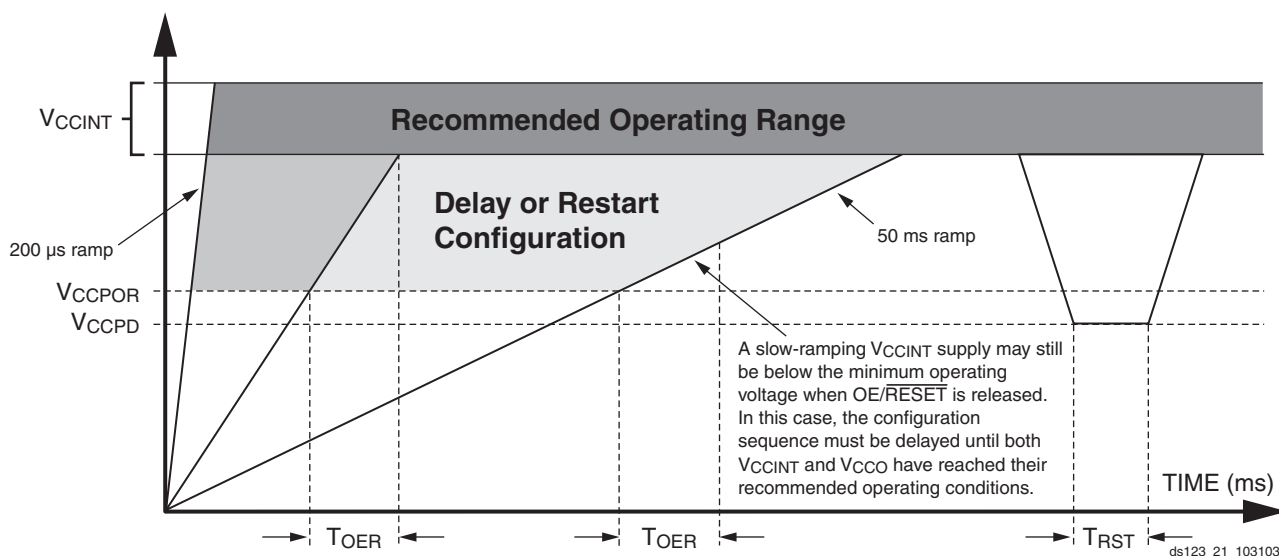 VCCINT
Recommended Operating Range
Delay or Restart
Configuration
200 µs ramp
50 ms ramp
VCCPOR
VCCPD
A slow-ramping VCCINT supply may still
be below the minimum operating
voltage when OE/RESET is released.
In this case, the configuration
sequence must be delayed until both
VCCINT and VCCO have reached their
recommended operating conditions.
TIME (ms)
TOER
TOER
TRST
ds123_21_103103